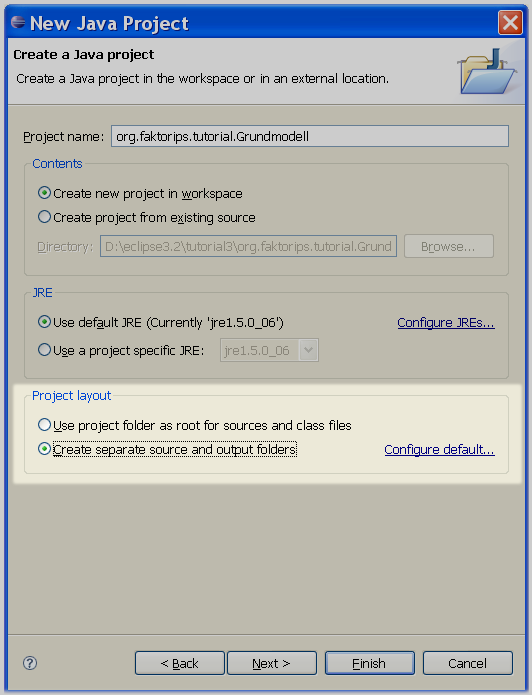 New Java Project
Create a Java project
Create a Java project in the workspace or in an external location.
Project name: org.faktorips.tutorial.Grundmodell
Contents
Create new project in workspace
Create project from existing source
Directory: D:\eclipse3.2\tutorial3\org.faktorips.tutorial.Grund Browse...
JRE
Use default JRE (Currently 'jre1.5.0_06') Configure JREs...
Use a project specific JRE: jre1.5.0_06
Project layout
Use project folder as root for sources and class files
Create separate source and output folders Configure default...
? < Back Next > Finish Cancel